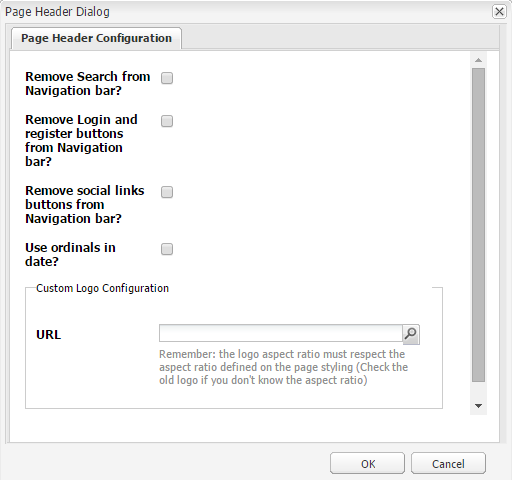 Page Header Dialog
Page Header Configuration
Remove Search from
Navigation bar?
Remove Login and
register buttons
from Navigation
bar?
Remove social links
buttons from
Navigation bar?
Use ordinals in
date?
Custom Logo Configuration
URL
Remember: the logo aspect ratio must respect the
aspect ratio defined on the page styling (Check the
old logo if you don't know the aspect ratio)
OK
Cancel